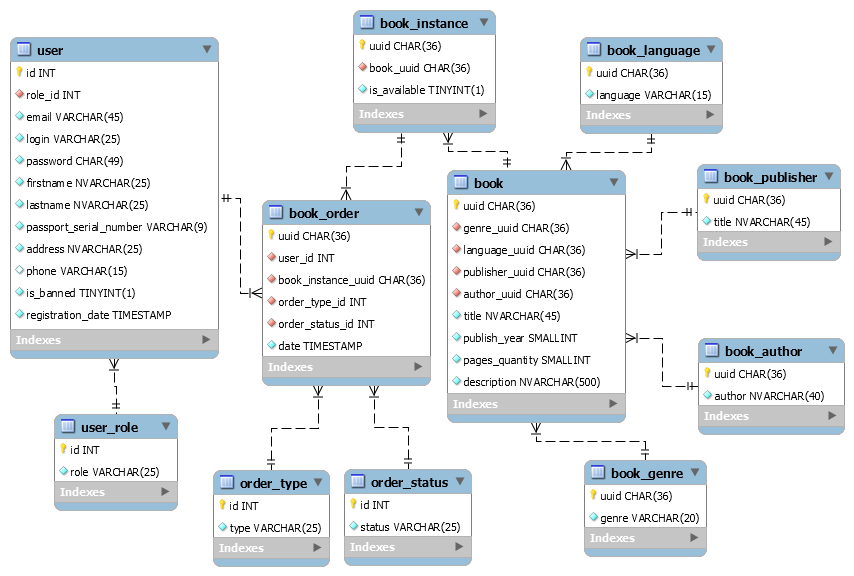 user
id INT
role_id INT
email VARCHAR(45)
login VARCHAR(25)
password CHAR(49)
firstname NVARCHAR(25)
lastname NVARCHAR(25)
passport_serial_number VARCHAR(9)
address NVARCHAR(25)
phone VARCHAR(15)
is_banned TINYINT(1)
registration_date TIMESTAMP
Indexes
book_instance
uuid CHAR(36)
book_uuid CHAR(36)
is_available TINYINT(1)
Indexes
book_language
uuid CHAR(36)
language VARCHAR(15)
Indexes
book_order
uuid CHAR(36)
user_id INT
book_instance_uuid CHAR(36)
order_type_id INT
order_status_id INT
date TIMESTAMP
Indexes
book
uuid CHAR(36)
genre_uuid CHAR(36)
language_uuid CHAR(36)
publisher_uuid CHAR(36)
author_uuid CHAR(36)
title NVARCHAR(45)
publish_year SMALLINT
pages_quantity SMALLINT
description NVARCHAR(500)
Indexes
book_publisher
uuid CHAR(36)
title NVARCHAR(45)
Indexes
book_author
uuid CHAR(36)
author NVARCHAR(40)
Indexes
user_role
id INT
role VARCHAR(25)
Indexes
order_type
id INT
type VARCHAR(25)
Indexes
order_status
id INT
status VARCHAR(25)
Indexes
book_genre
uuid CHAR(36)
genre VARCHAR(20)
Indexes